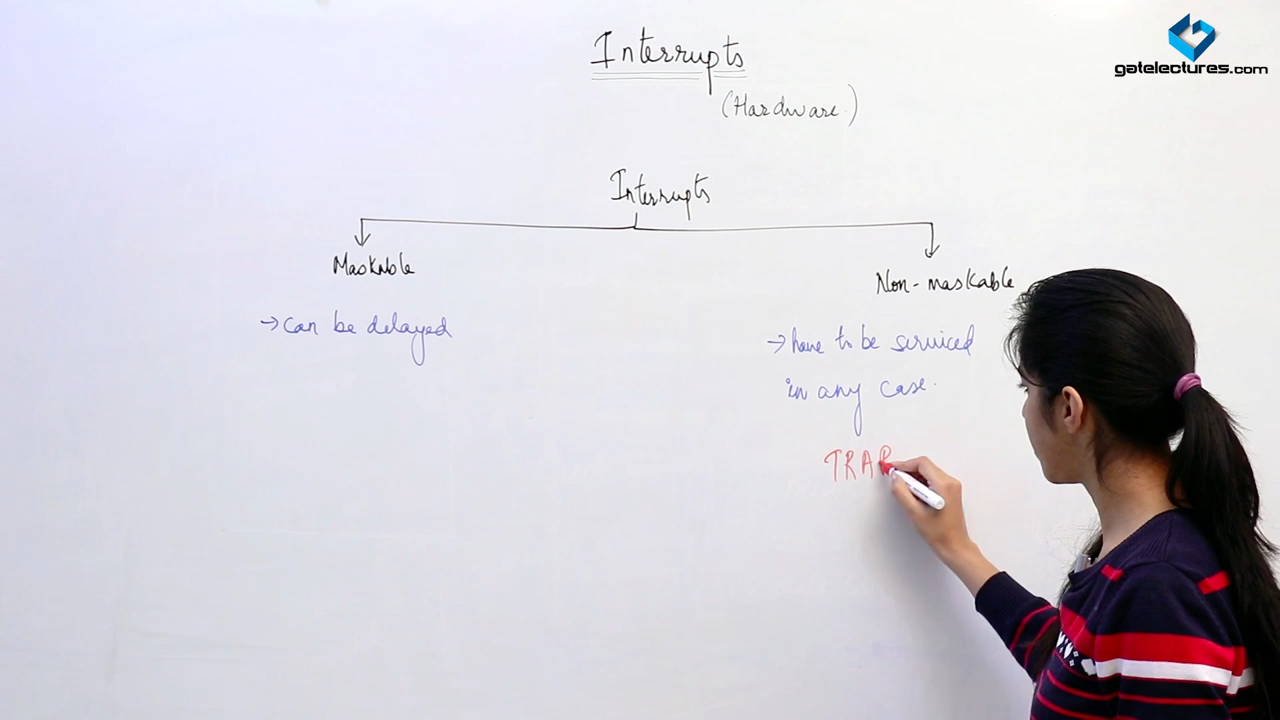 gatelectures.com
Interrupts
(Hardware.)
Interrupts
Maskable
Non-maskable
→ can be delayed
→ have to be serviced
in any case.
TRAP